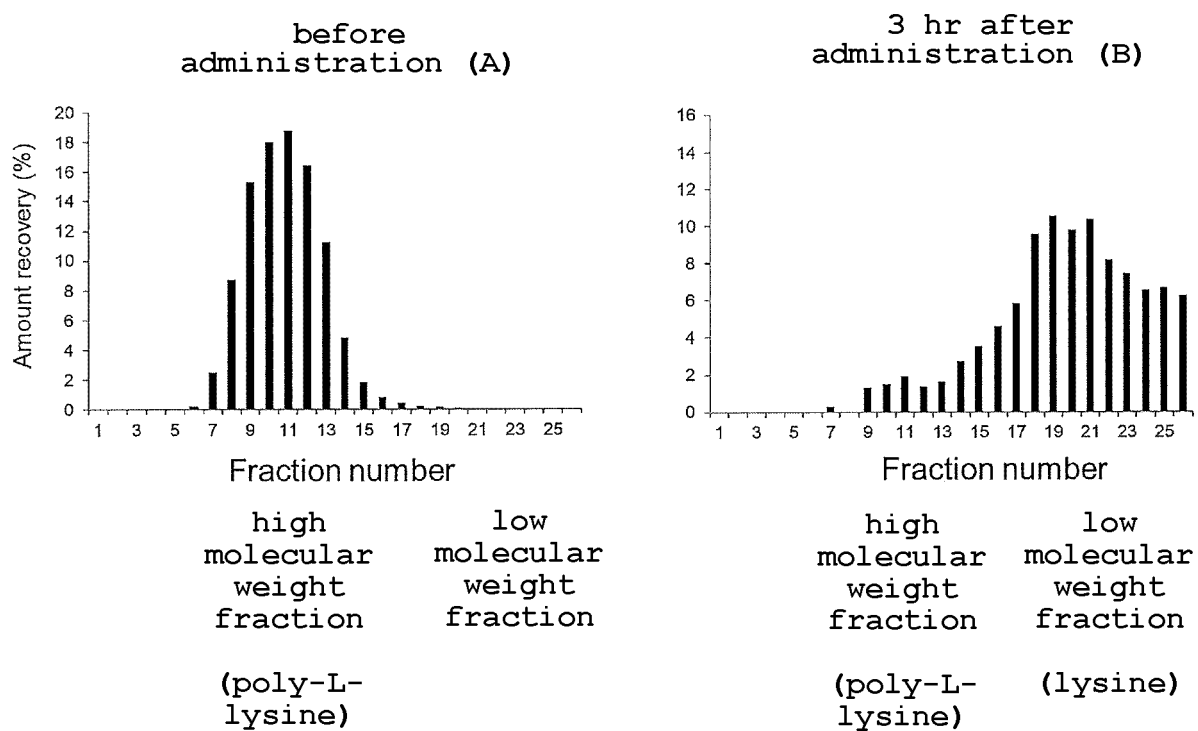 before
administration (A)
3 hr after
administration (B)
Amount recovery (%)
20
18
16
14
12
10
8
6
4
2
0
1 3 5 7 9 11 13 15 17 19 21 23 25
Fraction number
high
molecular
weight
fraction
(poly-L-
lysine)
low
molecular
weight
fraction
16
14
12
10
8
6
4
2
0
1 3 5 7 9 11 13 15 17 19 21 23 25
Fraction number
high
molecular
weight
fraction
(poly-L-
lysine)
low
molecular
weight
fraction
(lysine)